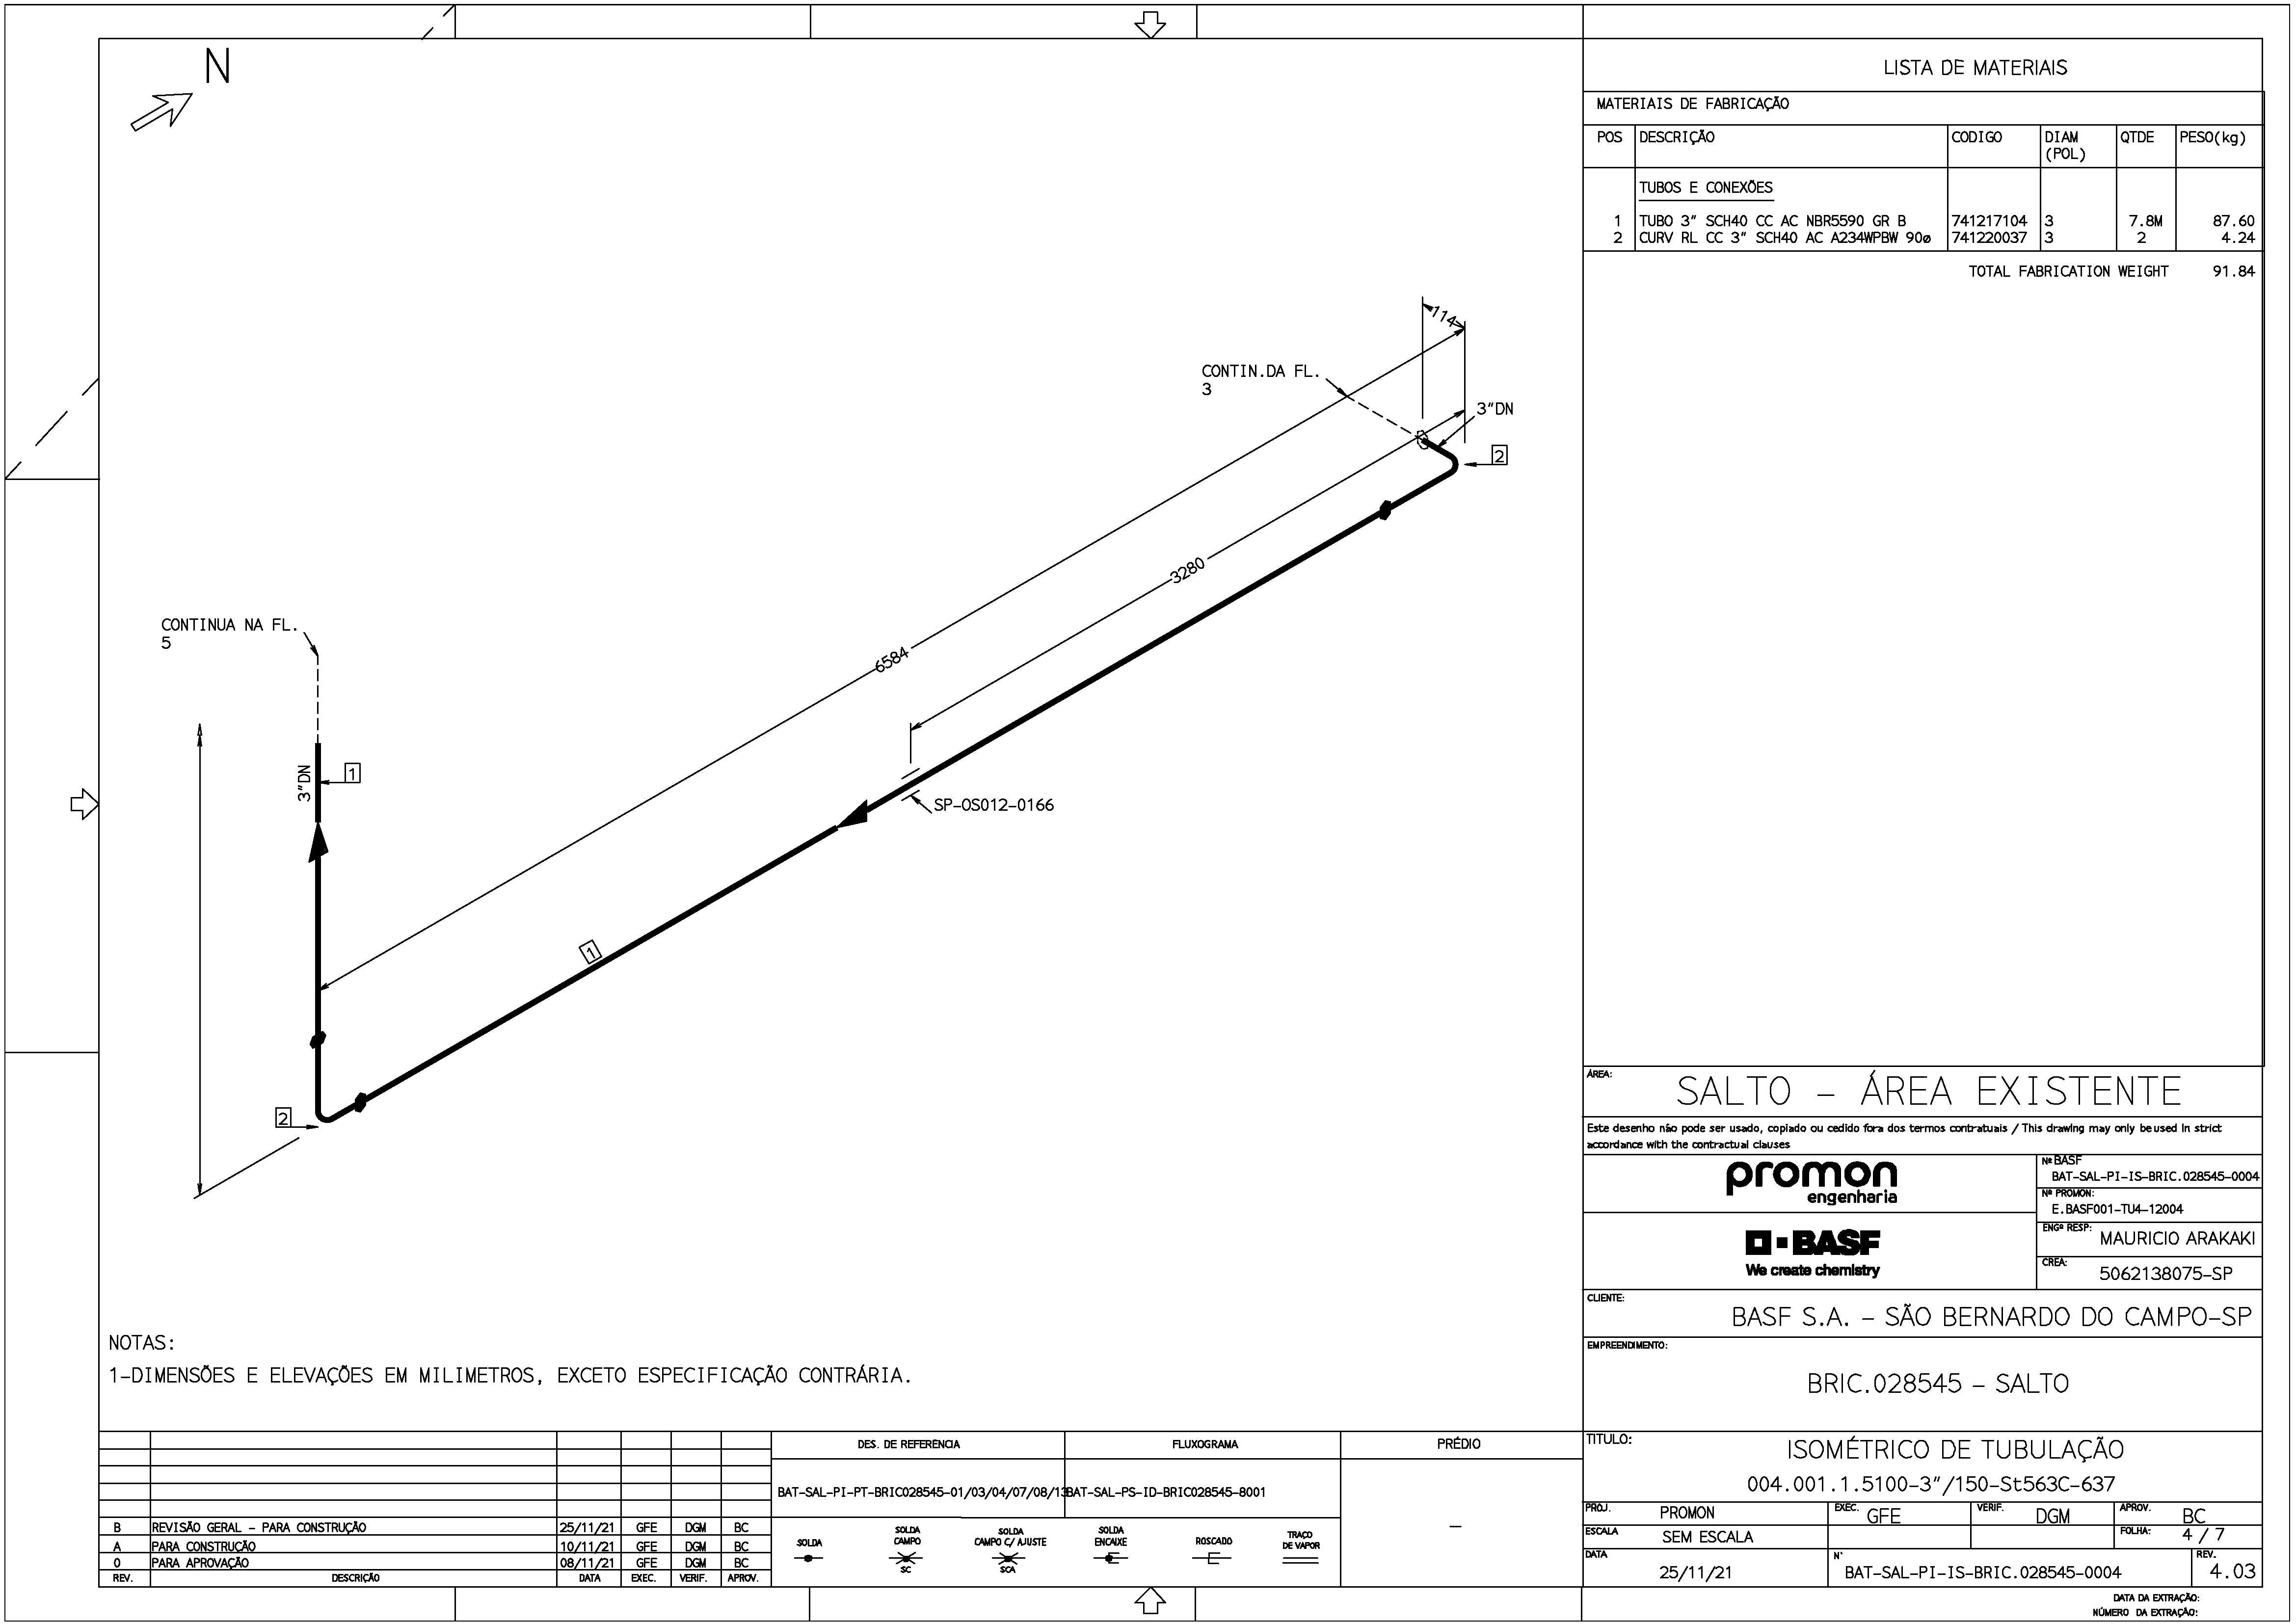 N
LISTA DE MATERIAIS
MATERIAIS DE FABRICAÇÃO
POS DESCRIÇÃO CODIGO DIAM (POL) QTDE PESO(kg)
TUBOS E CONEXÕES
1 TUBO 3" SCH40 CC AC NBR5590 GR B 741217104 3 7.8M 87.60
2 CURV RL CC 3" SCH40 AC A234WPBW 90ø 741220037 3 2 4.24
TOTAL FABRICATION WEIGHT 91.84
114
CONTIN.DA FL.
3
3"DN
2
3280
6584
CONTINUA NA FL.
5
3"DN
1
SP-OS012-0166
1
2
NOTAS:
1-DIMENSÕES E ELEVAÇÕES EM MILIMETROS, EXCETO ESPECIFICAÇÃO CONTRÁRIA.
ÁREA:
SALTO - ÁREA EXISTENTE
Este desenho não pode ser usado, copiado ou cedido fora dos termos contratuais / This drawing may only be used in strict
accordance with the contractual clauses
promon
engenharia
Nº BASF
BAT-SAL-PI-IS-BRIC.028545-0004
Nº PROMON:
E.BASF001-TU4-12004
BASF
We create chemistry
ENGº RESP:
MAURICIO ARAKAKI
CREA:
5062138075-SP
CLIENTE:
BASF S.A. - SÃO BERNARDO DO CAMPO-SP
EMPREENDIMENTO:
BRIC.028545 - SALTO
TITULO:
ISOMÉTRICO DE TUBULAÇÃO
004.001.1.5100-3"/150-St563C-637
PROJ. PROMON EXEC. GFE VERIF. DGM APROV. BC
ESCALA SEM ESCALA FOLHA: 4 / 7
DATA 25/11/21 N° BAT-SAL-PI-IS-BRIC.028545-0004 REV. 4.03
DATA DA EXTRAÇÃO:
NÚMERO DA EXTRAÇÃO:
DES. DE REFERÊNCIA FLUXOGRAMA PRÉDIO
BAT-SAL-PI-PT-BRIC028545-01/03/04/07/08/13 BAT-SAL-PS-ID-BRIC028545-8001 -
SOLDA
SOLDA CAMPO SC
SOLDA CAMPO C/ AJUSTE SCA
SOLDA ENCAIXE
ROSCADO
TRAÇO DE VAPOR
B REVISÃO GERAL - PARA CONSTRUÇÃO 25/11/21 GFE DGM BC
A PARA CONSTRUÇÃO 10/11/21 GFE DGM BC
0 PARA APROVAÇÃO 08/11/21 GFE DGM BC
REV. DESCRIÇÃO DATA EXEC. VERIF. APROV.